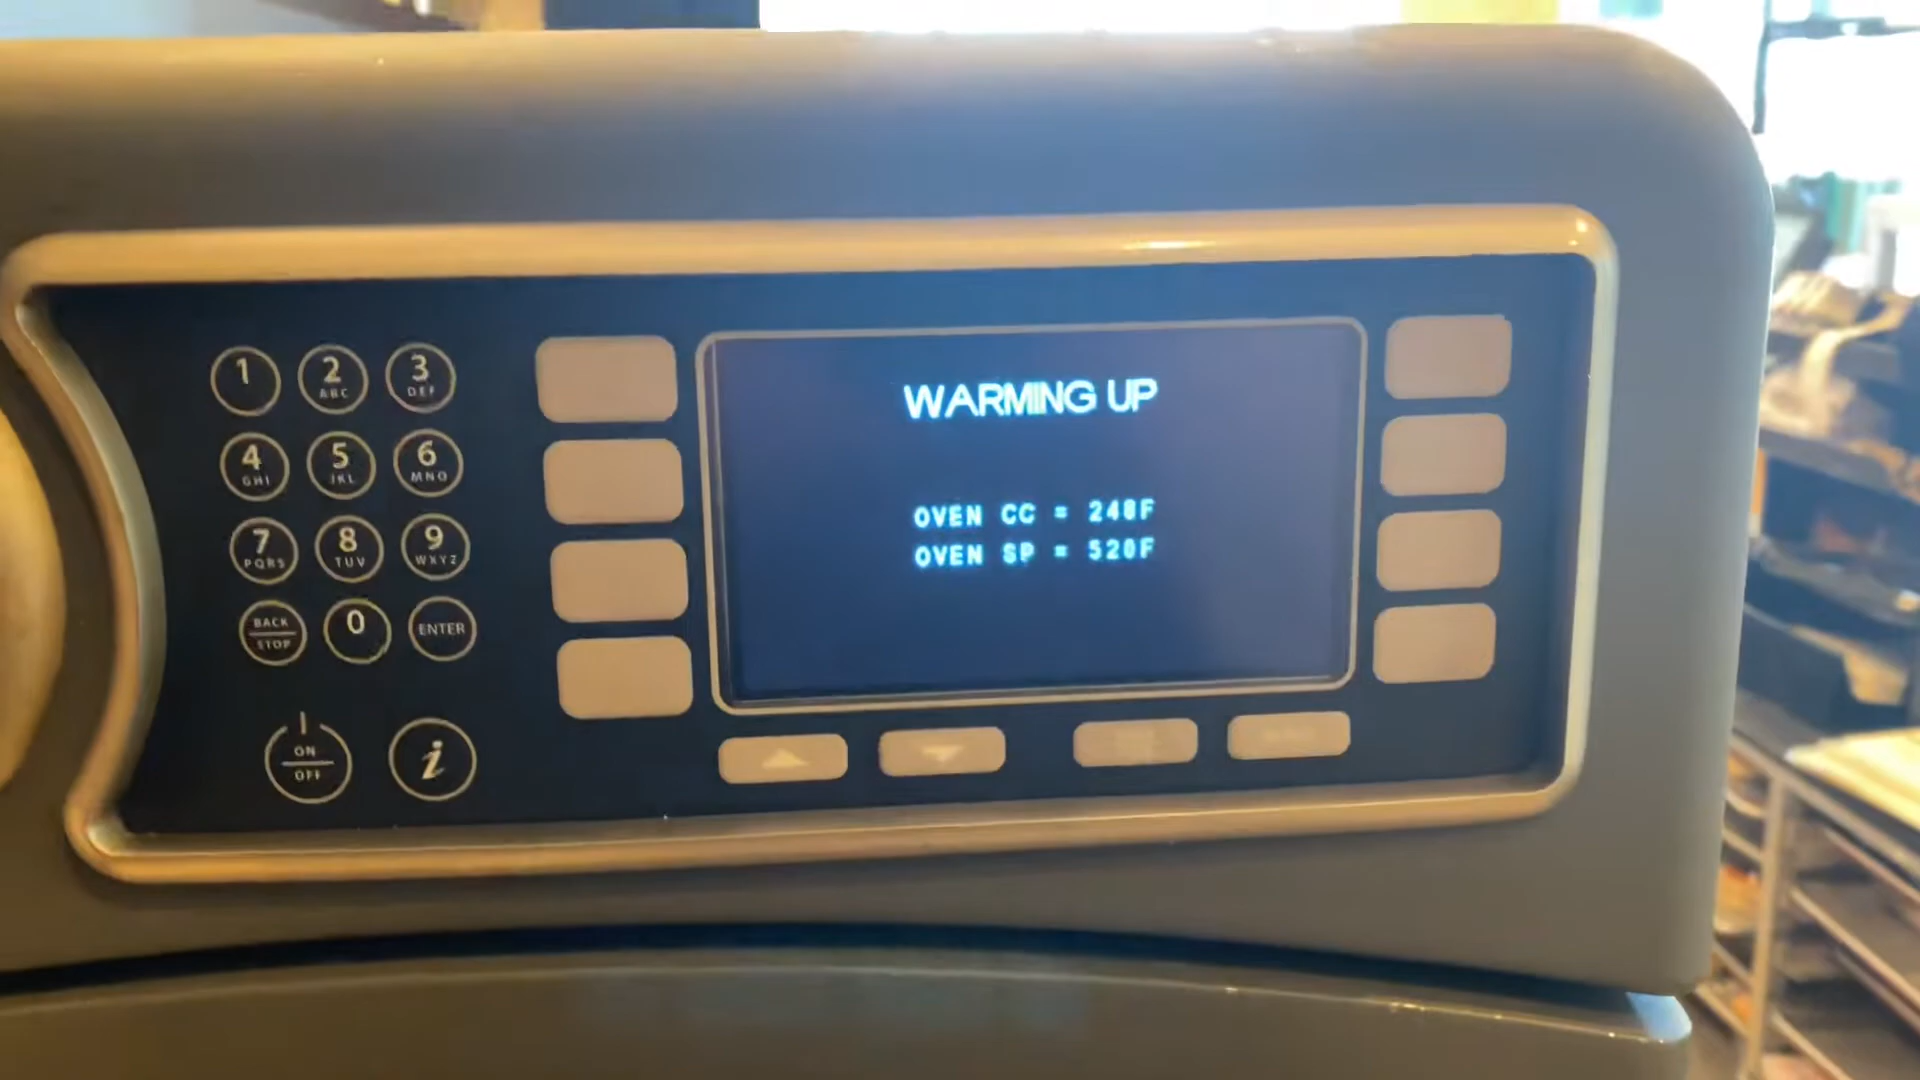 WARMING UP
OVEN CC = 248F
OVEN SP = 520F
1
2
ABC
3
DEF
4
GHI
5
JKL
6
MNO
7
PQRS
8
TUV
9
WXYZ
BACK
STOP
0
ENTER
ON
OFF
i